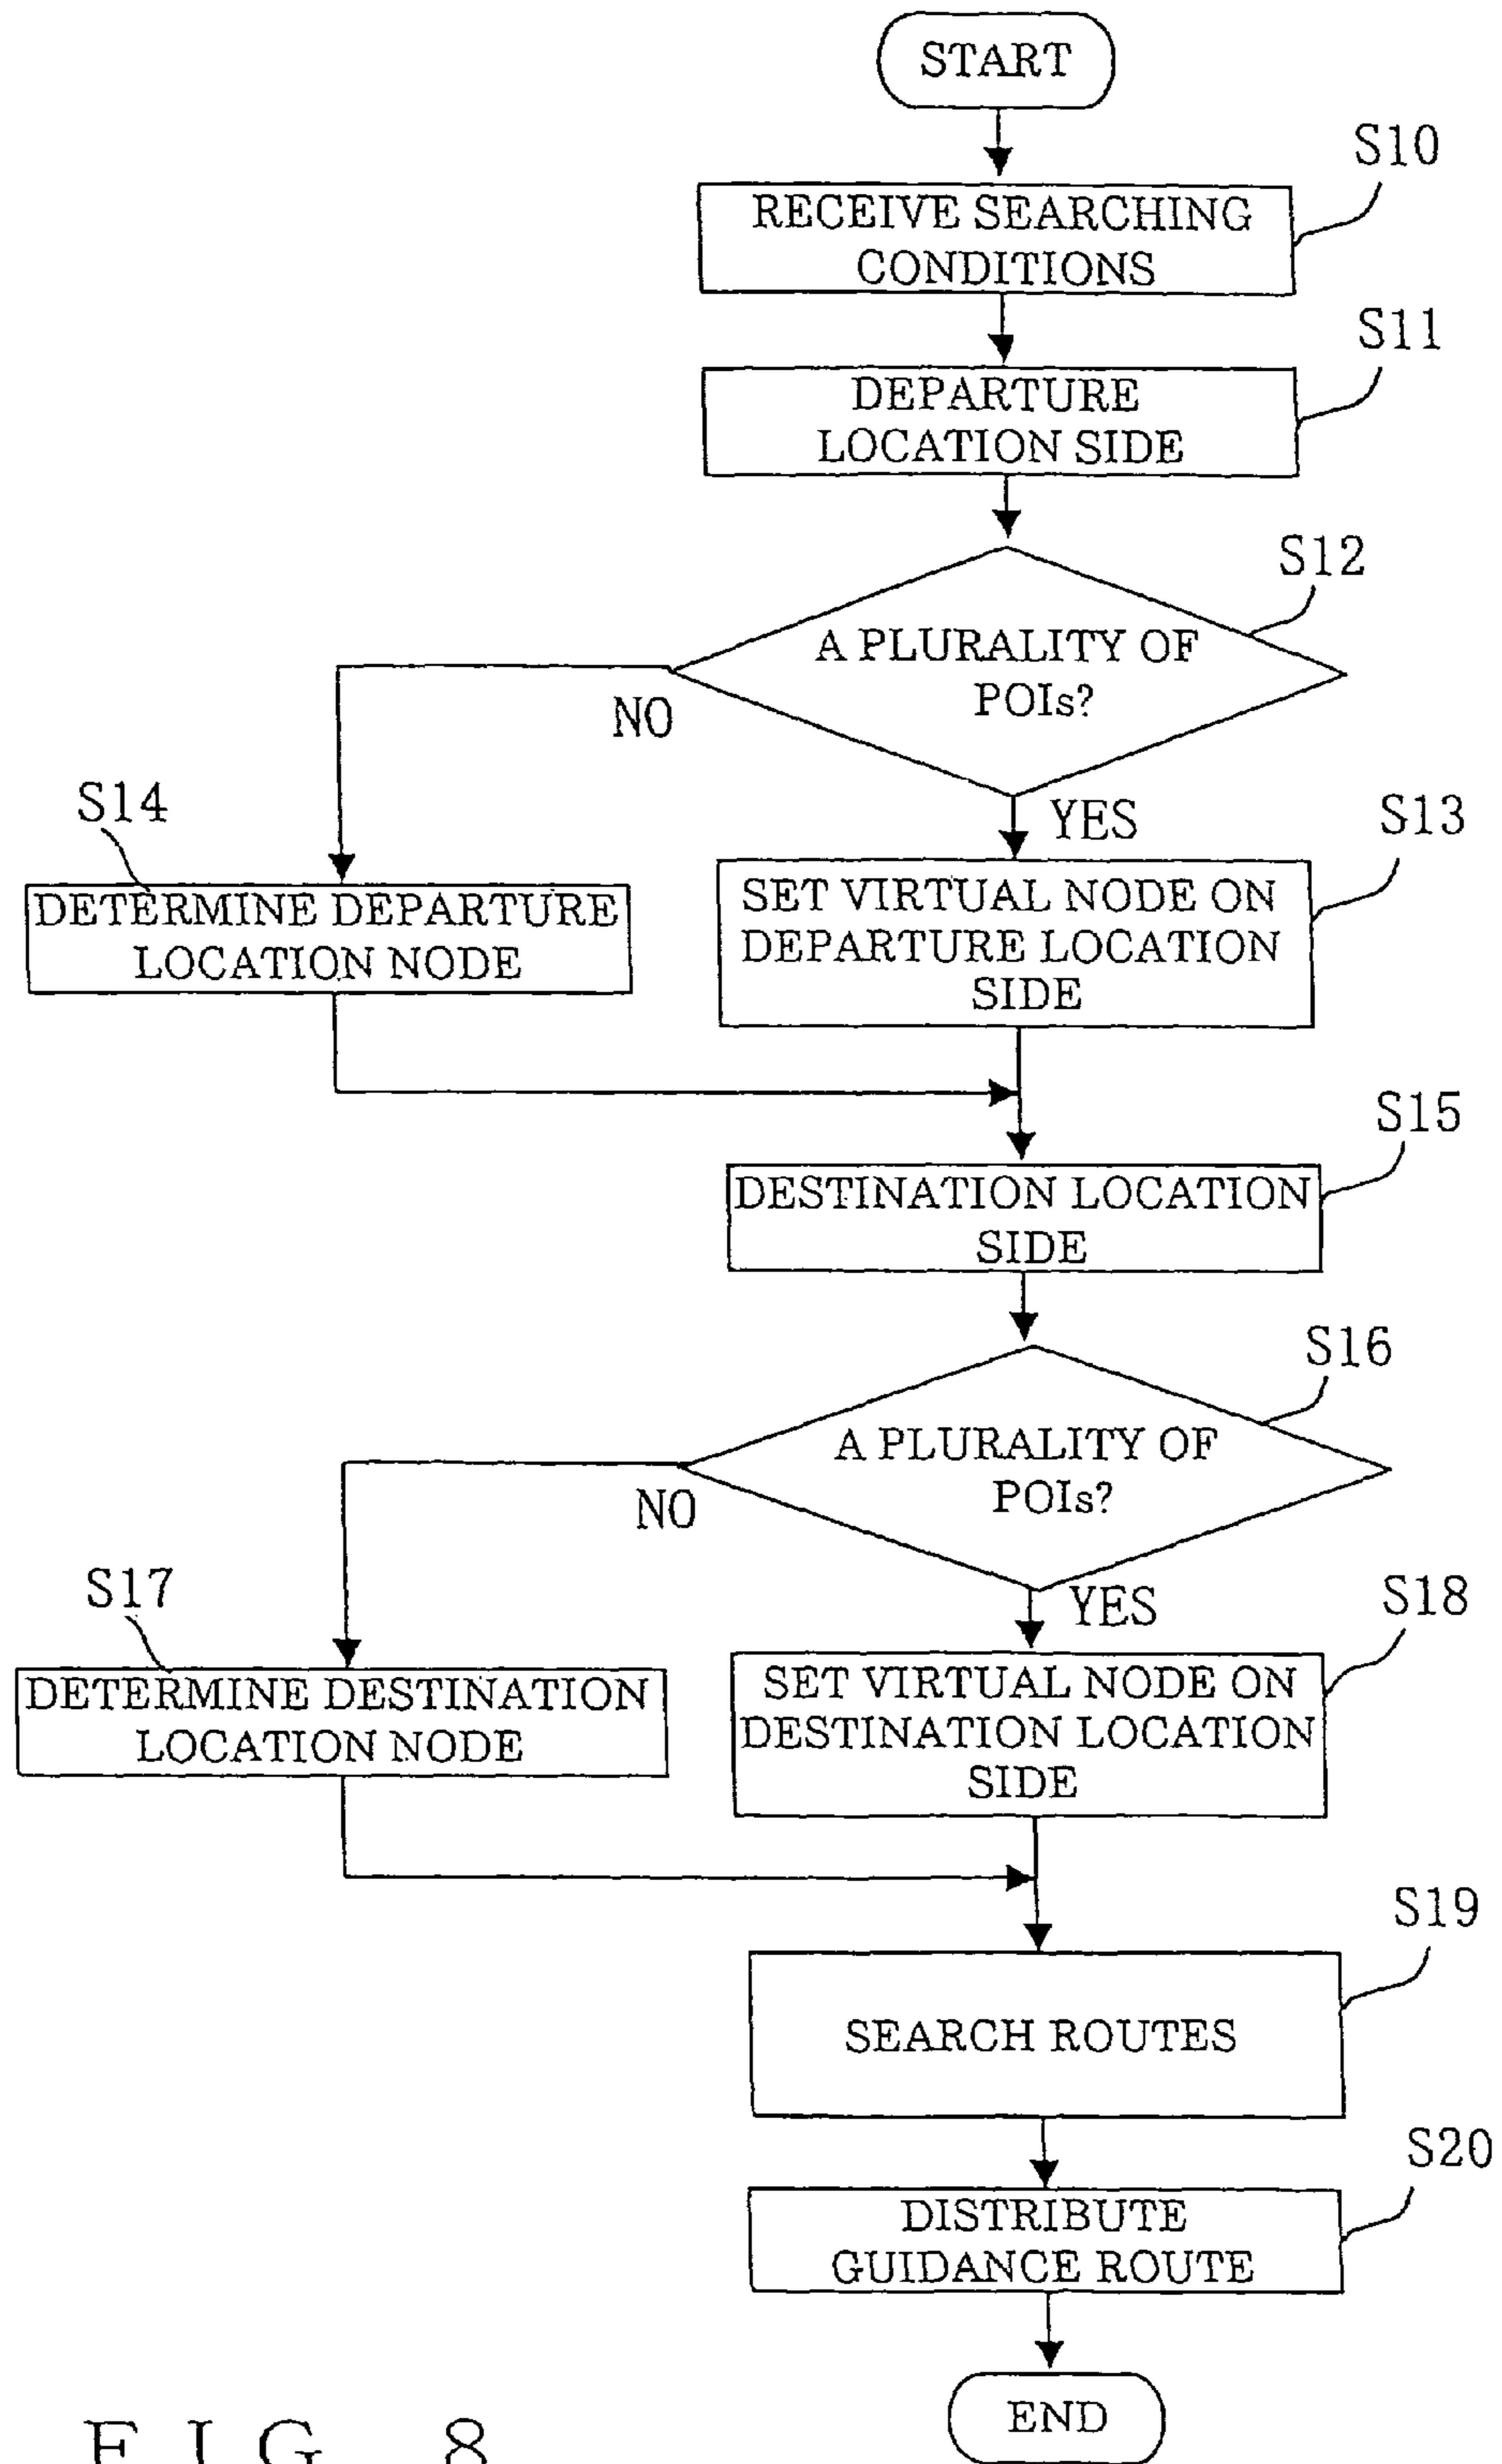 START
S10
RECEIVE SEARCHING
CONDITIONS
S11
DEPARTURE
LOCATION SIDE
S12
A PLURALITY OF
POIs?
NO
YES
S14
S13
DETERMINE DEPARTURE
LOCATION NODE
SET VIRTUAL NODE ON
DEPARTURE LOCATION
SIDE
S15
DESTINATION LOCATION
SIDE
S16
A PLURALITY OF
POIs?
NO
YES
S17
S18
DETERMINE DESTINATION
LOCATION NODE
SET VIRTUAL NODE ON
DESTINATION LOCATION
SIDE
S19
SEARCH ROUTES
S20
DISTRIBUTE
GUIDANCE ROUTE
END
FIG. 8